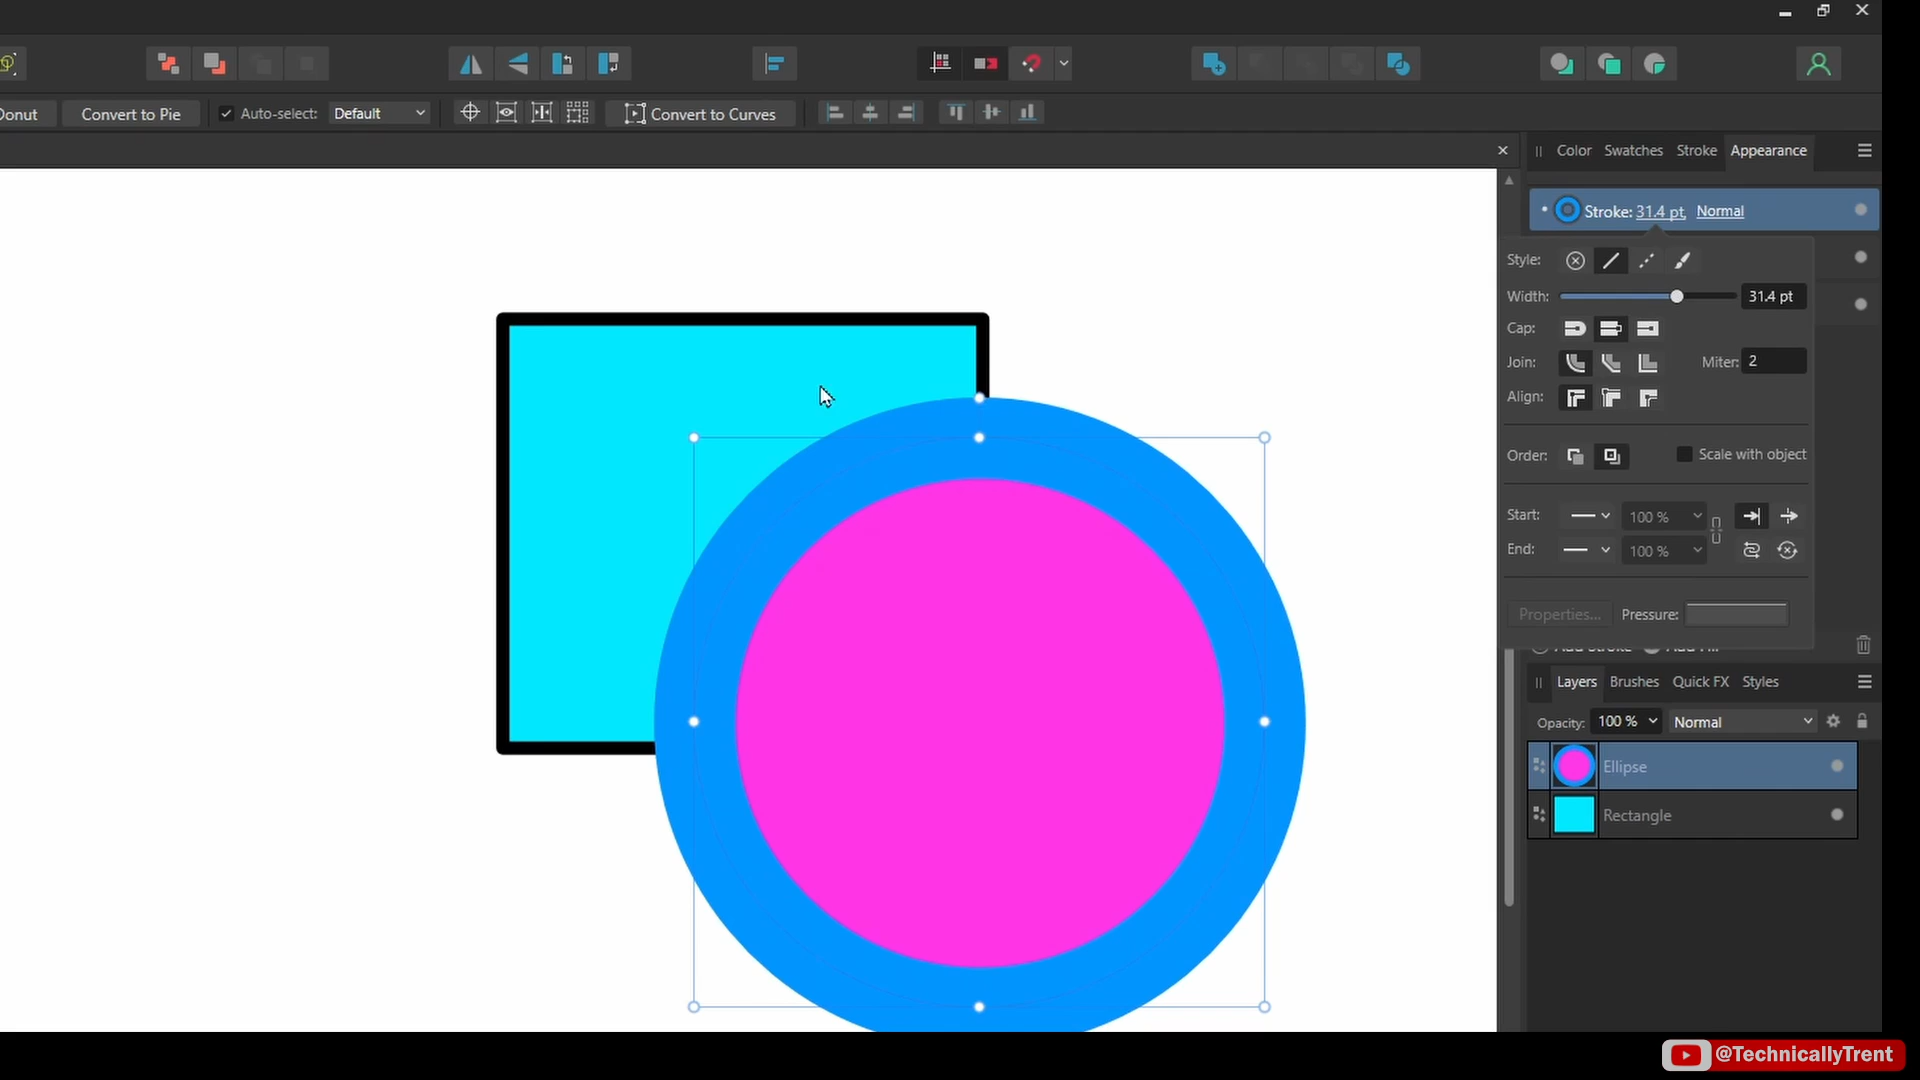 Donut
Convert to Pie
Auto-select:
Default
Convert to Curves
Color
Swatches
Stroke
Appearance
Stroke: 31.4 pt, Normal
Style:
Width:
31.4 pt
Cap:
Join:
Miter:
2
Align:
Order:
Scale with object
Start:
100 %
End:
100 %
Properties...
Pressure:
Layers
Brushes
Quick FX
Styles
Opacity:
100 %
Normal
Ellipse
Rectangle
@TechnicallyTrent